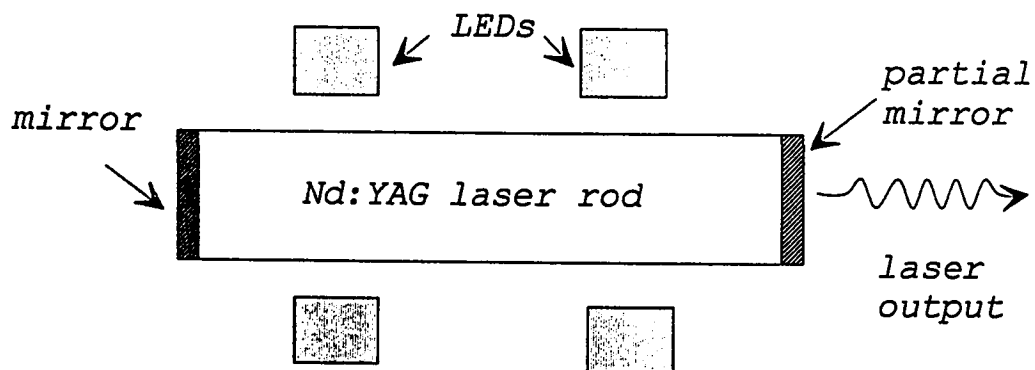 LEDs
partial
mirror
mirror
Nd:YAG laser rod
laser
output